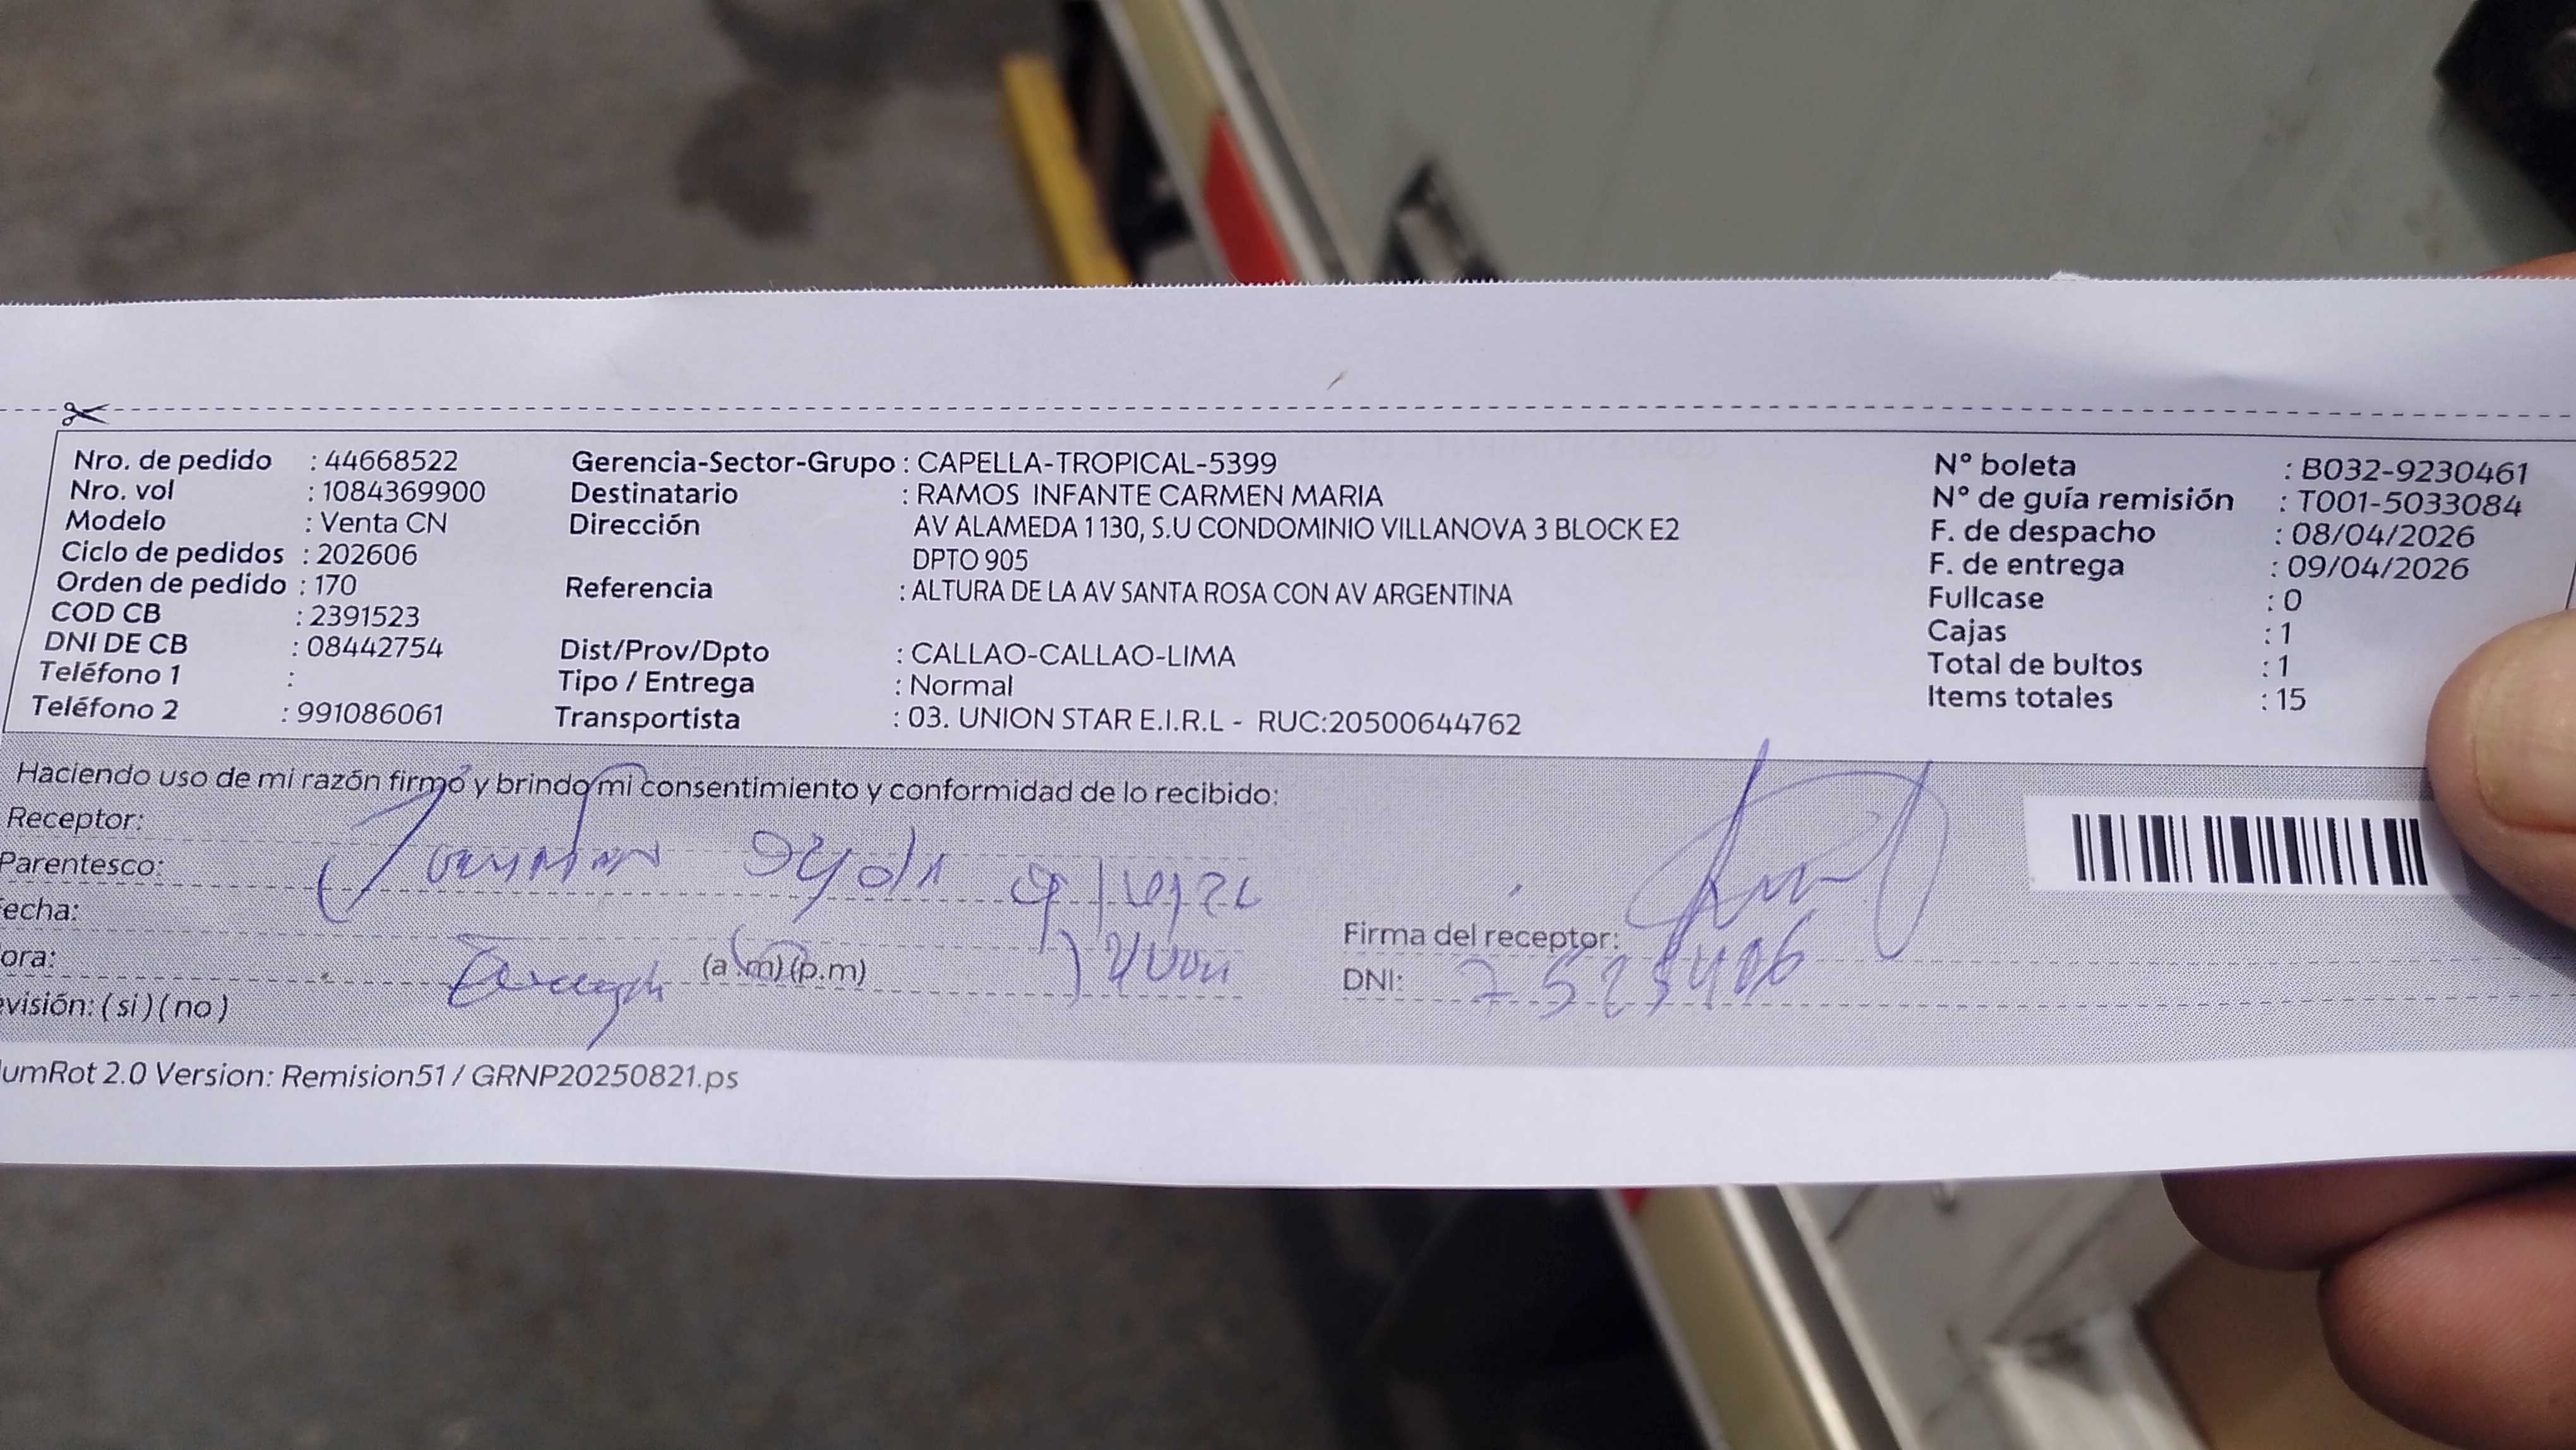 Nro. de pedido : 44668522
Nro. vol : 1084369900
Modelo : Venta CN
Ciclo de pedidos : 202606
Orden de pedido : 170
COD CB : 2391523
DNI DE CB : 08442754
Teléfono 1 :
Teléfono 2 : 991086061
Gerencia-Sector-Grupo : CAPELLA-TROPICAL-5399
Destinatario : RAMOS INFANTE CARMEN MARIA
Dirección AV ALAMEDA 1130, S.U CONDOMINIO VILLANOVA 3 BLOCK E2
DPTO 905
Referencia : ALTURA DE LA AV SANTA ROSA CON AV ARGENTINA
Dist/Prov/Dpto : CALLAO-CALLAO-LIMA
Tipo / Entrega : Normal
Transportista : 03. UNION STAR E.I.R.L - RUC:20500644762
N° boleta : B032-9230461
N° de guía remisión : T001-5033084
F. de despacho : 08/04/2026
F. de entrega : 09/04/2026
Fullcase : 0
Cajas : 1
Total de bultos : 1
Items totales : 15
Haciendo uso de mi razón firmo y brindo mi consentimiento y conformidad de lo recibido:
Receptor:
Parentesco:
echa:
ora: (a.m)(p.m)
visión: ( si ) ( no )
Firma del receptor:
DNI:
umRot 2.0 Version: Remision51 / GRNP20250821.ps